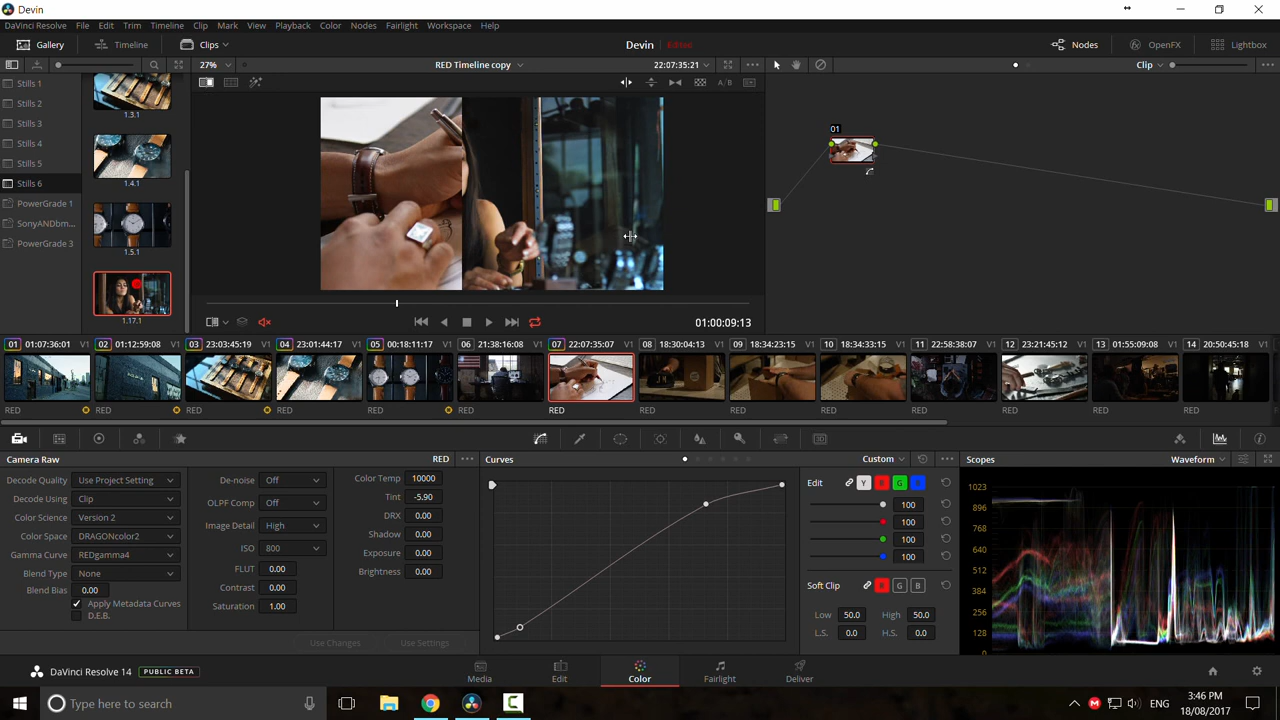 Devin
DaVinci Resolve File Edit Trim Timeline Clip Mark View Playback Color Nodes Fairlight Workspace Help
Gallery Timeline Clips Devin Edited Nodes OpenFX Lightbox
27% RED Timeline copy 22:07:35:21 Clip
Stills 1
Stills 2
Stills 3
Stills 4
Stills 5
Stills 6
PowerGrade 1
SonyANDbm...
PowerGrade 3
1.3.1
1.4.1
1.5.1
1.17.1
A/B
01
01:00:09:13
01 01:07:36:01 V1 02 01:12:59:08 V1 03 23:03:45:19 V1 04 23:01:44:17 V1 05 00:18:11:17 V1 06 21:38:16:08 V1 07 22:07:35:07 V1 08 18:30:04:13 V1 09 18:34:23:15 V1 10 18:34:33:15 V1 11 22:58:38:07 V1 12 23:21:45:12 V1 13 01:55:09:08 V1 14 20:50:45:18 V1
RED RED RED RED RED RED RED RED RED RED RED RED RED RED
3D
Camera Raw RED Curves Custom Scopes Waveform
Decode Quality Use Project Setting
Decode Using Clip
Color Science Version 2
Color Space DRAGONcolor2
Gamma Curve REDgamma4
Blend Type None
Blend Bias 0.00
Apply Metadata Curves
D.E.B.
De-noise Off
OLPF Comp Off
Image Detail High
ISO 800
FLUT 0.00
Contrast 0.00
Saturation 1.00
Color Temp 10000
Tint -5.90
DRX 0.00
Shadow 0.00
Exposure 0.00
Brightness 0.00
Use Changes Use Settings
Edit Y R G B
100
100
100
100
Soft Clip R G B
Low 50.0 High 50.0
L.S. 0.0 H.S. 0.0
1023
896
768
640
512
384
256
128
0
DaVinci Resolve 14 PUBLIC BETA
Media Edit Color Fairlight Deliver
Type here to search
ENG
3:46 PM
18/08/2017